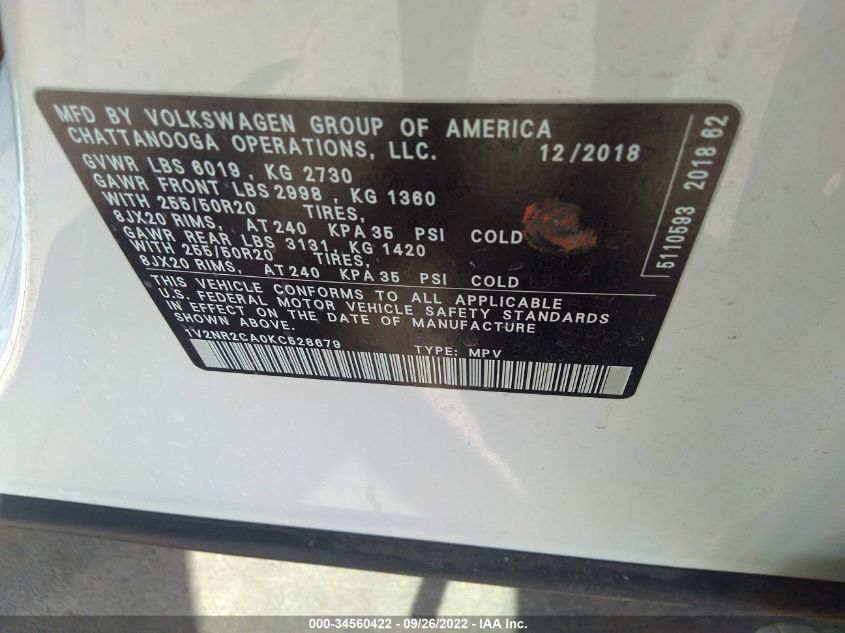 MFD BY VOLKSWAGEN GROUP OF AMERICA
CHATTANOOGA OPERATIONS, LLC. 12/2018
GVWR LBS 6019, KG 2730
GAWR FRONT LBS 2998, KG 1360
WITH 255/50R20 TIRES,
8JX20 RIMS, AT 240 KPA 35 PSI COLD
GAWR REAR LBS 3131, KG 1420
WITH 255/50R20 TIRES,
8JX20 RIMS, AT 240 KPA 35 PSI COLD
THIS VEHICLE CONFORMS TO ALL APPLICABLE
U.S. FEDERAL MOTOR VEHICLE SAFETY STANDARDS
IN EFFECT ON THE DATE OF MANUFACTURE
SHOWN ABOVE.
1V2NR2CA0KC528679 TYPE: MPV
5110593 2018 62
000-34560422 - 09/26/2022 - IAA Inc.